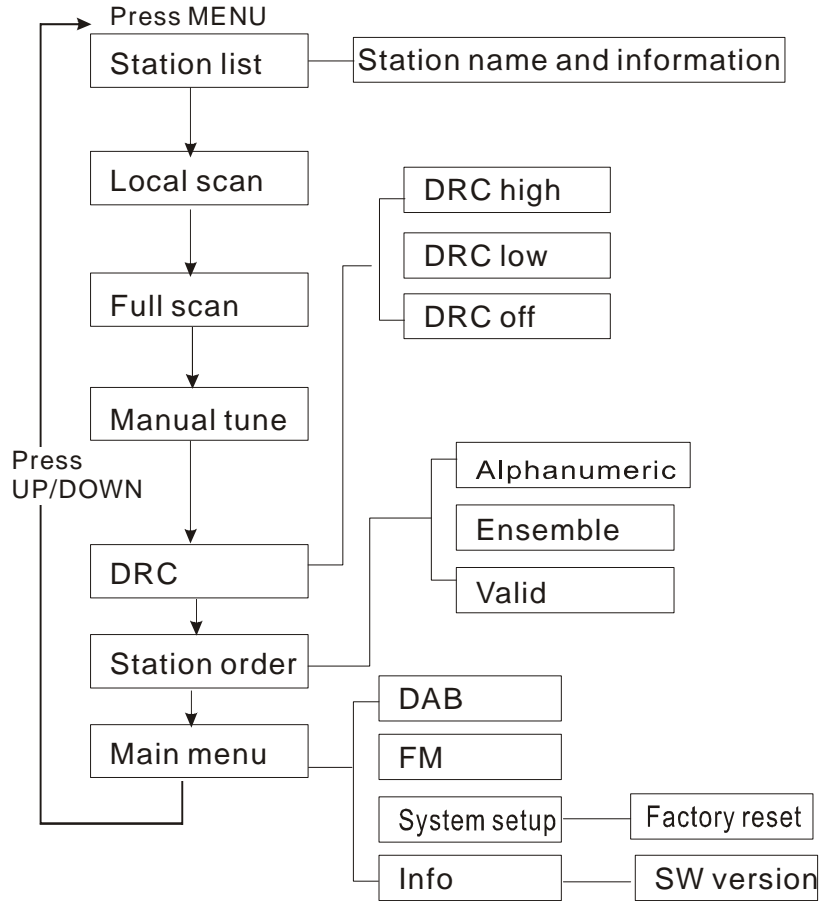 Press MENU
Station list
Station name and information
Local scan
DRC high
DRC low
DRC off
Full scan
Manual tune
Press
UP/DOWN
Alphanumeric
Ensemble
Valid
DRC
Station order
Main menu
DAB
FM
System setup
Factory reset
Info
SW version